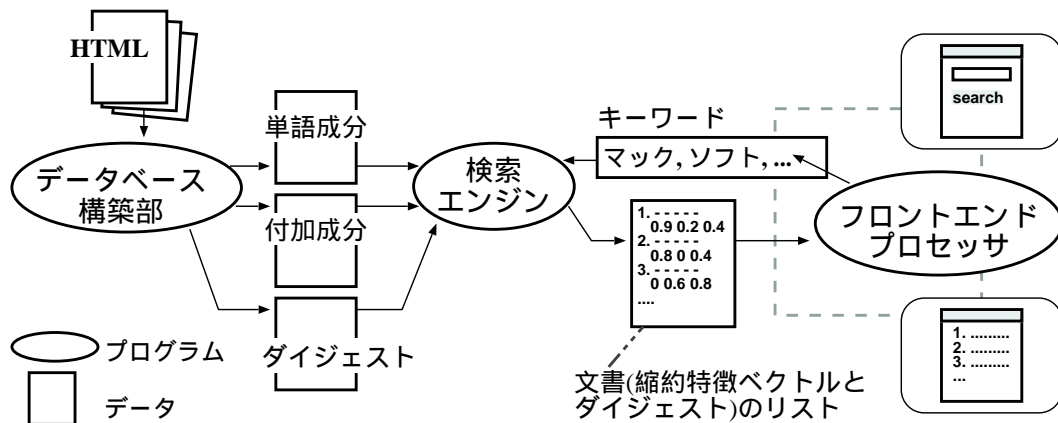 HTML
データベース
構築部
単語成分
付加成分
ダイジェスト
検索
エンジン
キーワード
マック, ソフト, ...
1. - - - - - -
0.9 0.2 0.4
2. - - - - - -
0.8 0 0.4
3. - - - - - -
0 0.6 0.8
....
文書(縮約特徴ベクトルと
ダイジェスト)のリスト
フロントエンド
プロセッサ
search
1. .........
2. .........
3. .........
...
プログラム
データ